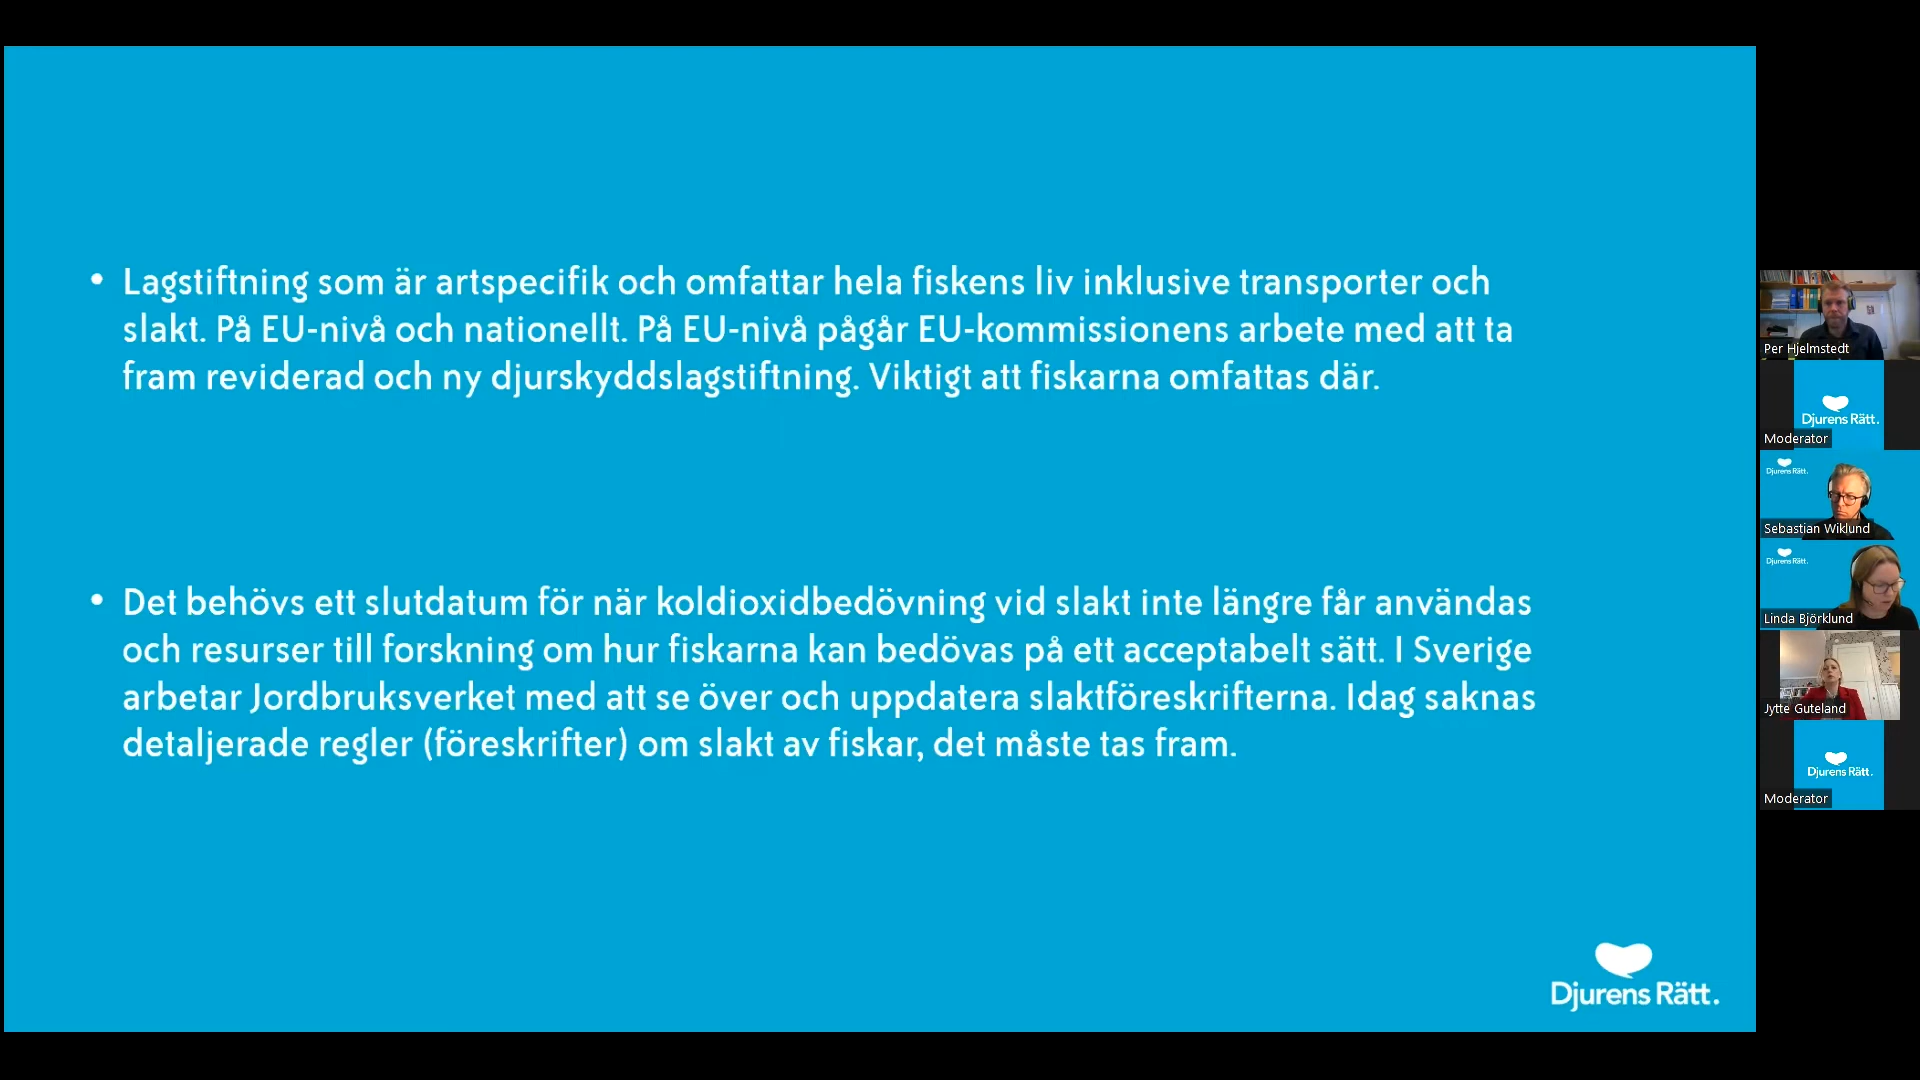 • Lagstiftning som är artspecifik och omfattar hela fiskens liv inklusive transporter och
slakt. På EU-nivå och nationellt. På EU-nivå pågår EU-kommissionens arbete med att ta
fram reviderad och ny djurskyddslagstiftning. Viktigt att fiskarna omfattas där.
• Det behövs ett slutdatum för när koldioxidbedövning vid slakt inte längre får användas
och resurser till forskning om hur fiskarna kan bedövas på ett acceptabelt sätt. I Sverige
arbetar Jordbruksverket med att se över och uppdatera slaktföreskrifterna. Idag saknas
detaljerade regler (föreskrifter) om slakt av fiskar, det måste tas fram.
Djurens Rätt.
Per Hjelmstedt
Djurens Rätt.
Moderator
Djurens Rätt.
Sebastian Wiklund
Djurens Rätt.
Linda Björklund
Jytte Guteland
Djurens Rätt.
Moderator